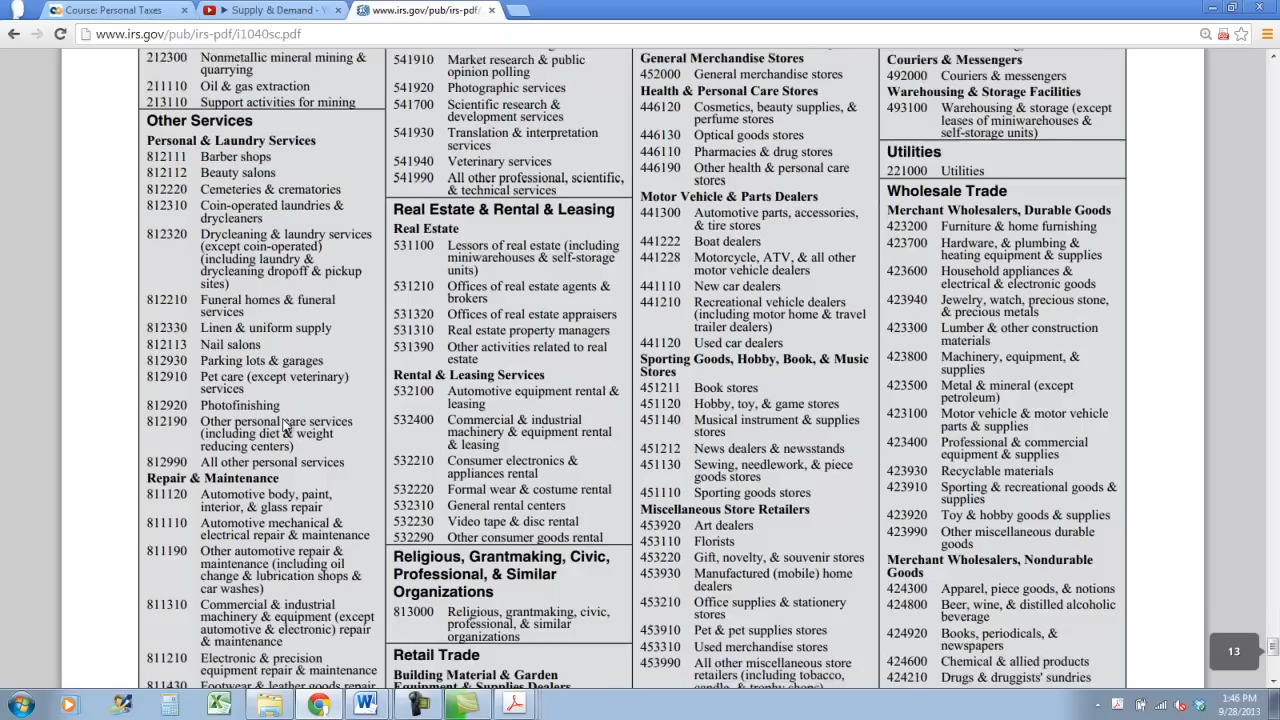 Course: Personal Taxes
Supply & Demand - Y
www.irs.gov/pub/irs-pdf/i
www.irs.gov/pub/irs-pdf/i1040sc.pdf
212300 Nonmetallic mineral mining &
quarrying
211110 Oil & gas extraction
213110 Support activities for mining
Other Services
Personal & Laundry Services
812111 Barber shops
812112 Beauty salons
812220 Cemeteries & crematories
812310 Coin-operated laundries &
drycleaners
812320 Drycleaning & laundry services
(except coin-operated)
(including laundry &
drycleaning dropoff & pickup
sites)
812210 Funeral homes & funeral
services
812330 Linen & uniform supply
812113 Nail salons
812930 Parking lots & garages
812910 Pet care (except veterinary)
services
812920 Photofinishing
812190 Other personal care services
(including diet & weight
reducing centers)
812990 All other personal services
Repair & Maintenance
811120 Automotive body, paint,
interior, & glass repair
811110 Automotive mechanical &
electrical repair & maintenance
811190 Other automotive repair &
maintenance (including oil
change & lubrication shops &
car washes)
811310 Commercial & industrial
machinery & equipment (except
automotive & electronic) repair
& maintenance
811210 Electronic & precision
equipment repair & maintenance
811430 Footwear & leather goods repair
541910 Market research & public
opinion polling
541920 Photographic services
541700 Scientific research &
development services
541930 Translation & interpretation
services
541940 Veterinary services
541990 All other professional, scientific,
& technical services
Real Estate & Rental & Leasing
Real Estate
531100 Lessors of real estate (including
miniwarehouses & self-storage
units)
531210 Offices of real estate agents &
brokers
531320 Offices of real estate appraisers
531310 Real estate property managers
531390 Other activities related to real
estate
Rental & Leasing Services
532100 Automotive equipment rental &
leasing
532400 Commercial & industrial
machinery & equipment rental
& leasing
532210 Consumer electronics &
appliances rental
532220 Formal wear & costume rental
532310 General rental centers
532230 Video tape & disc rental
532290 Other consumer goods rental
Religious, Grantmaking, Civic,
Professional, & Similar
Organizations
813000 Religious, grantmaking, civic,
professional, & similar
organizations
Retail Trade
Building Material & Garden
Equipment & Supplies Dealers
General Merchandise Stores
452000 General merchandise stores
Health & Personal Care Stores
446120 Cosmetics, beauty supplies, &
perfume stores
446130 Optical goods stores
446110 Pharmacies & drug stores
446190 Other health & personal care
stores
Motor Vehicle & Parts Dealers
441300 Automotive parts, accessories,
& tire stores
441222 Boat dealers
441228 Motorcycle, ATV, & all other
motor vehicle dealers
441110 New car dealers
441210 Recreational vehicle dealers
(including motor home & travel
trailer dealers)
441120 Used car dealers
Sporting Goods, Hobby, Book, & Music
Stores
451211 Book stores
451120 Hobby, toy, & game stores
451140 Musical instrument & supplies
stores
451212 News dealers & newsstands
451130 Sewing, needlework, & piece
goods stores
451110 Sporting goods stores
Miscellaneous Store Retailers
453920 Art dealers
453110 Florists
453220 Gift, novelty, & souvenir stores
453930 Manufactured (mobile) home
dealers
453210 Office supplies & stationery
stores
453910 Pet & pet supplies stores
453310 Used merchandise stores
453990 All other miscellaneous store
retailers (including tobacco,
candle, & trophy shops)
Couriers & Messengers
492000 Couriers & messengers
Warehousing & Storage Facilities
493100 Warehousing & storage (except
leases of miniwarehouses &
self-storage units)
Utilities
221000 Utilities
Wholesale Trade
Merchant Wholesalers, Durable Goods
423200 Furniture & home furnishing
423700 Hardware, & plumbing &
heating equipment & supplies
423600 Household appliances &
electrical & electronic goods
423940 Jewelry, watch, precious stone,
& precious metals
423300 Lumber & other construction
materials
423800 Machinery, equipment, &
supplies
423500 Metal & mineral (except
petroleum)
423100 Motor vehicle & motor vehicle
parts & supplies
423400 Professional & commercial
equipment & supplies
423930 Recyclable materials
423910 Sporting & recreational goods &
supplies
423920 Toy & hobby goods & supplies
423990 Other miscellaneous durable
goods
Merchant Wholesalers, Nondurable
Goods
424300 Apparel, piece goods, & notions
424800 Beer, wine, & distilled alcoholic
beverage
424920 Books, periodicals, &
newspapers
424600 Chemical & allied products
424210 Drugs & druggists' sundries
13
1:46 PM
9/28/2013